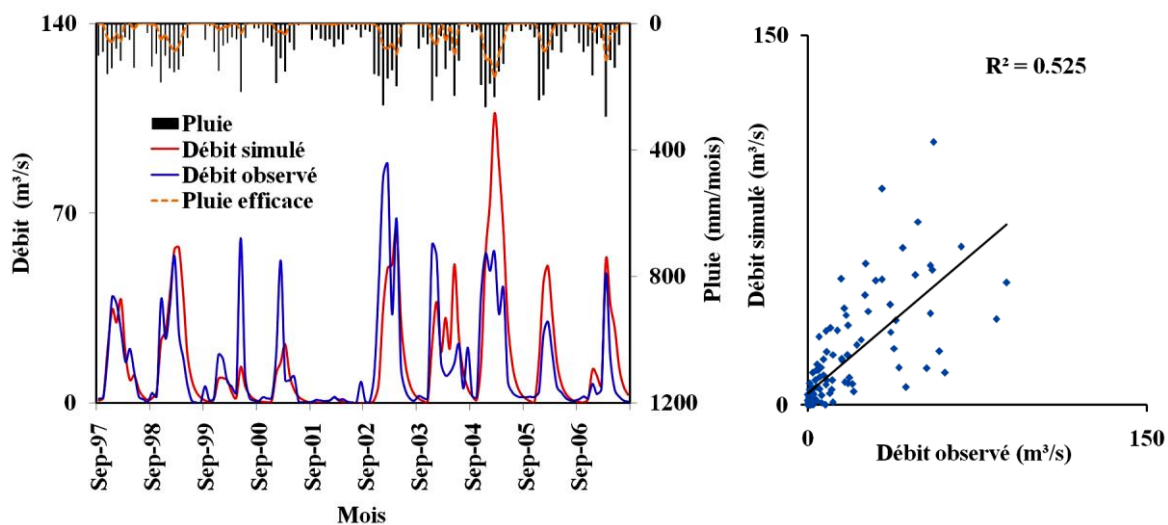 140
70
0
Débit (m³/s)
Pluie
Débit simulé
Débit observé
Pluie efficace
0
400
800
1200
Pluie (mm/mois)
Sep-97
Sep-98
Sep-99
Sep-00
Sep-01
Sep-02
Sep-03
Sep-04
Sep-05
Sep-06
Mois
150
0
Débit simulé (m³/s)
R² = 0.525
0
150
Débit observé (m³/s)